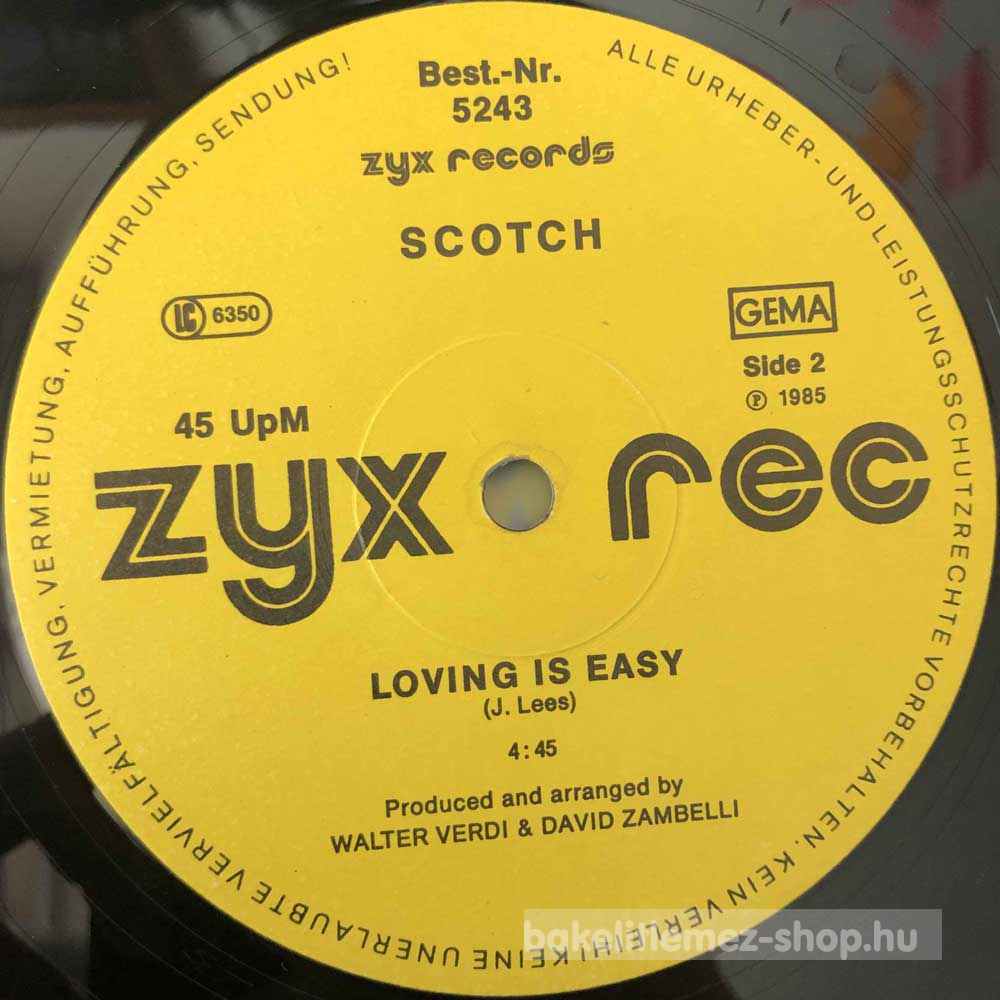 Best.-Nr.
5243
zyx records
SCOTCH
LC 6350
GEMA
Side 2
℗ 1985
45 UpM
zyx rec
LOVING IS EASY
(J. Lees)
4:45
Produced and arranged by
WALTER VERDI & DAVID ZAMBELLI
ALLE URHEBER- UND LEISTUNGSSCHUTZRECHTE VORBEHALTEN. KEIN VERLEIH! KEINE UNERLAUBTE VERVIELFÄLTIGUNG, VERMIETUNG, AUFFÜHRUNG, SENDUNG!
bakelitlemez-shop.hu